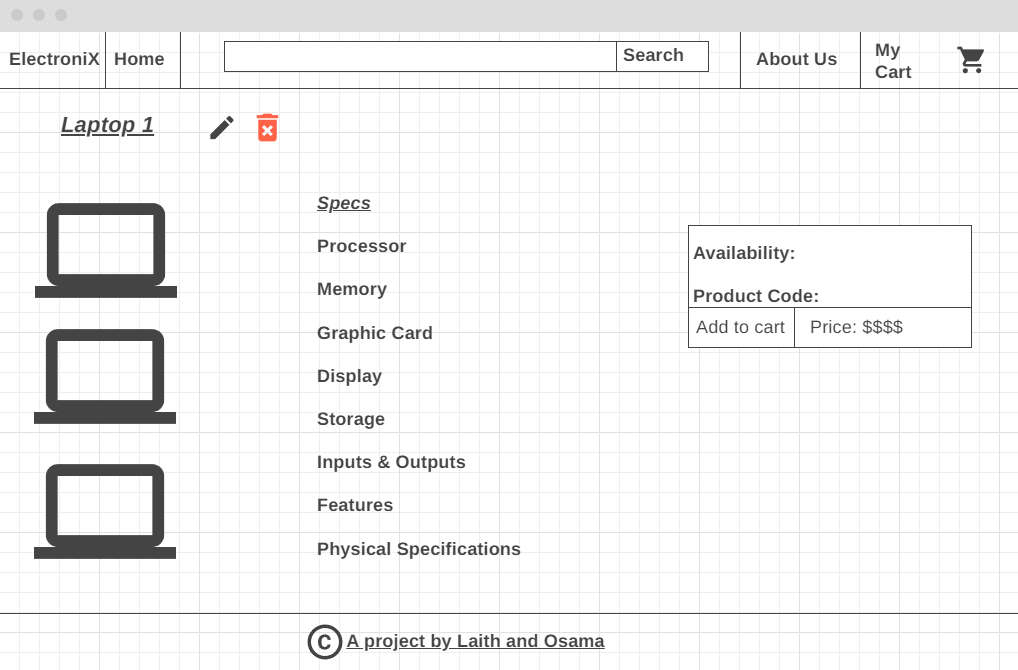 ElectroniX
Home
Search
About Us
My
Cart
Laptop 1
Specs
Processor
Memory
Graphic Card
Display
Storage
Inputs & Outputs
Features
Physical Specifications
Availability:
Product Code:
Add to cart
Price: $$$$
© A project by Laith and Osama